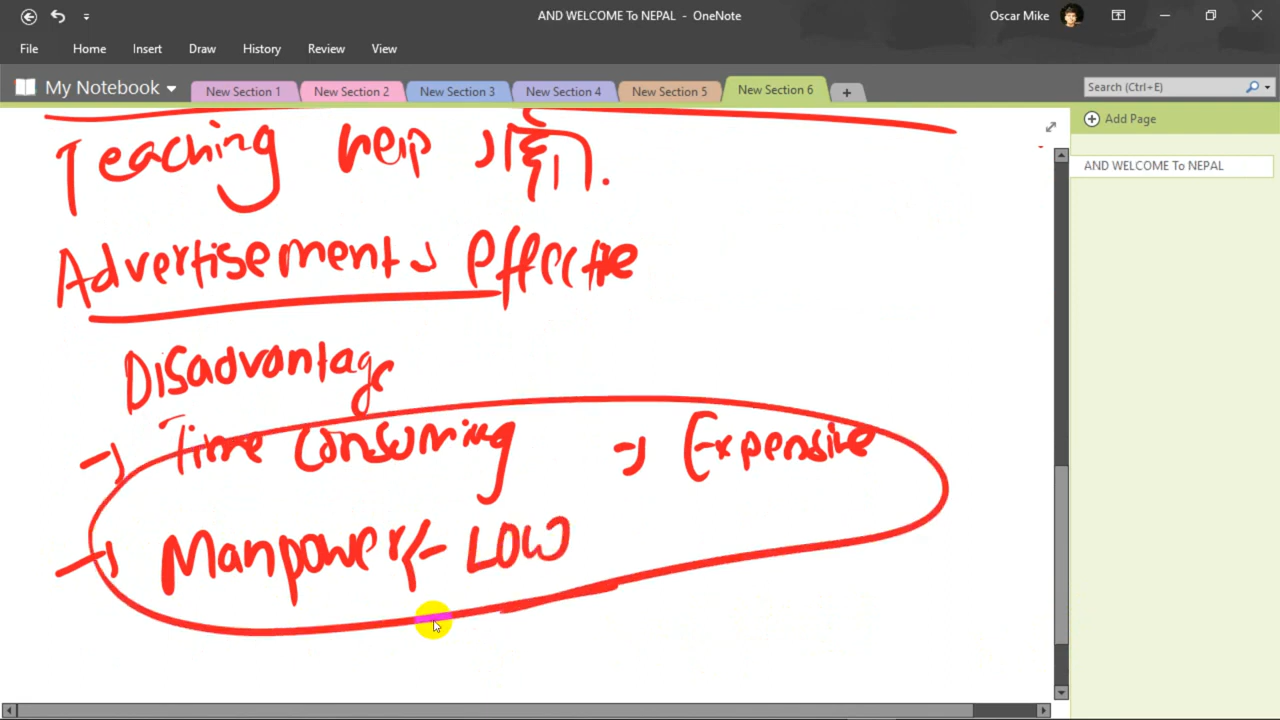 AND WELCOME To NEPAL - OneNote
Oscar Mike
File Home Insert Draw History Review View
My Notebook
New Section 1 New Section 2 New Section 3 New Section 4 New Section 5 New Section 6
Search (Ctrl+E)
Add Page
AND WELCOME To NEPAL
Teaching help
Advertisement Effective
Disadvantage
Time Consuming Expensive
Manpower LOW